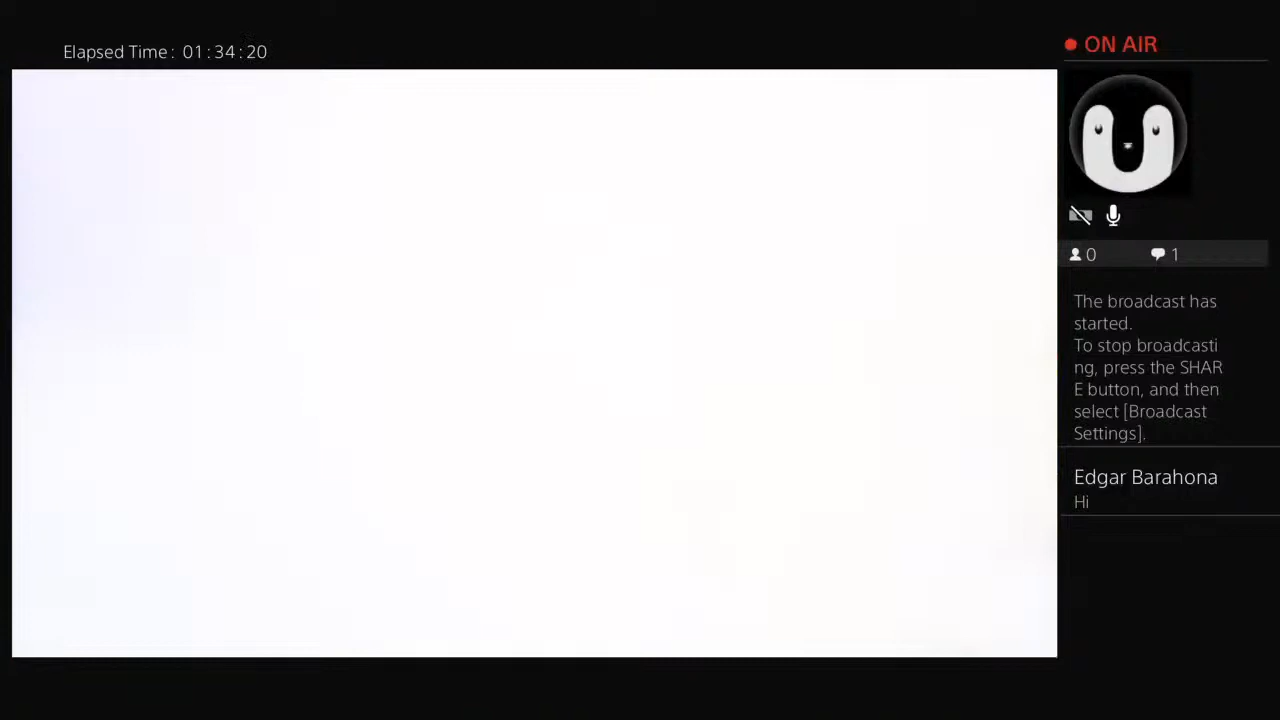 Elapsed Time: 01:34:20
ON AIR
0 1
The broadcast has
started.
To stop broadcasti
ng, press the SHAR
E button, and then
select [Broadcast
Settings].
Edgar Barahona
Hi